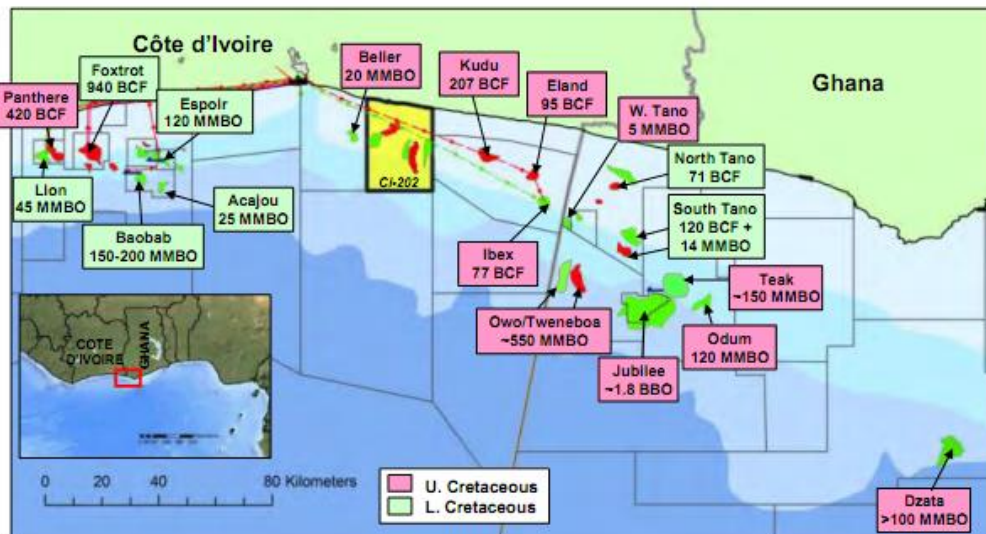 Côte d'Ivoire
Ghana
Panthere
420 BCF
Foxtrot
940 BCF
Espoir
120 MMBO
Beller
20 MMBO
Kudu
207 BCF
Eland
95 BCF
W. Tano
5 MMBO
North Tano
71 BCF
South Tano
120 BCF +
14 MMBO
CI-202
Lion
45 MMBO
Acajou
25 MMBO
Baobab
150-200 MMBO
Ibex
77 BCF
Teak
~150 MMBO
Owo/Tweneboa
~550 MMBO
Odum
120 MMBO
Jubilee
~1.8 BBO
Dzata
>100 MMBO
COTE
D'IVOIRE
GHANA
0 20 40 80 Kilometers
U. Cretaceous
L. Cretaceous